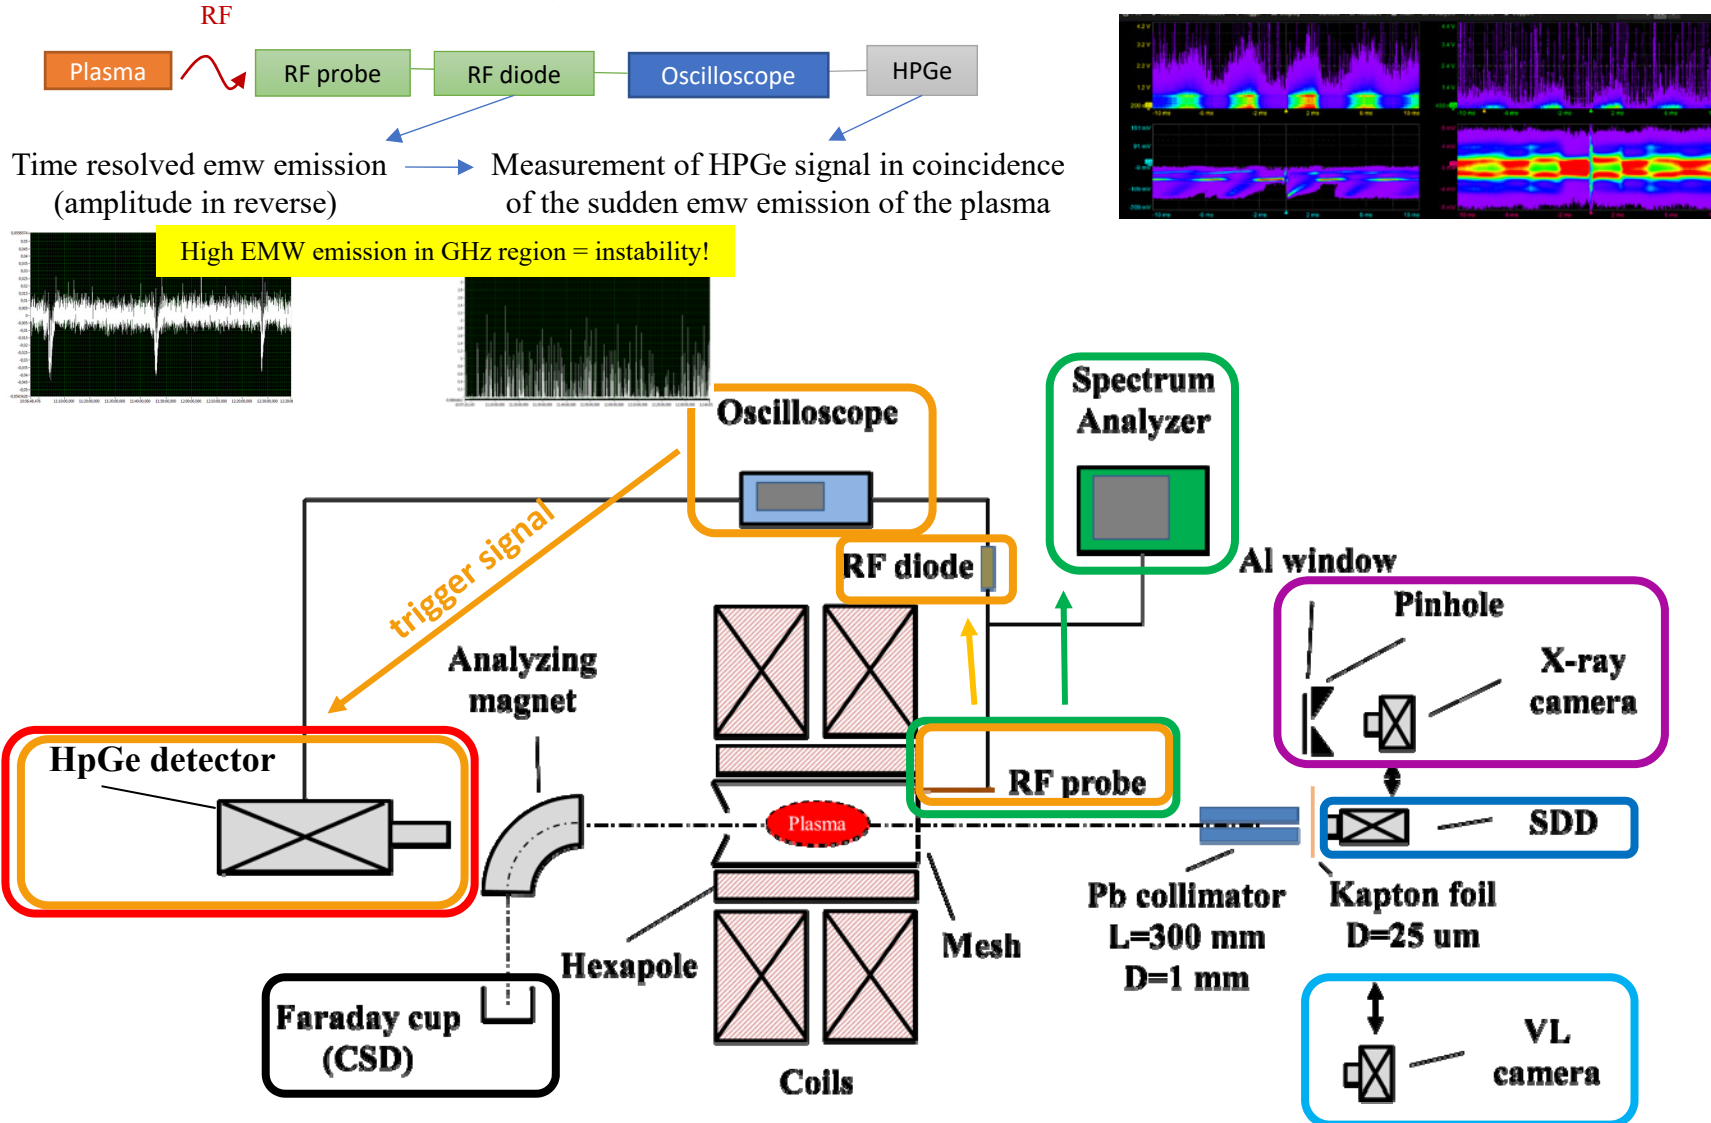 RF
Plasma
RF probe
RF diode
Oscilloscope
HPGe
Time resolved emw emission
(amplitude in reverse)
Measurement of HPGe signal in coincidence
of the sudden emw emission of the plasma
High EMW emission in GHz region = instability!
Oscilloscope
Spectrum
Analyzer
trigger signal
RF diode
Al window
Pinhole
X-ray
camera
Analyzing
magnet
HpGe detector
RF probe
Plasma
SDD
Pb collimator
L=300 mm
D=1 mm
Kapton foil
D=25 um
Mesh
Hexapole
Faraday cup
(CSD)
Coils
VL
camera